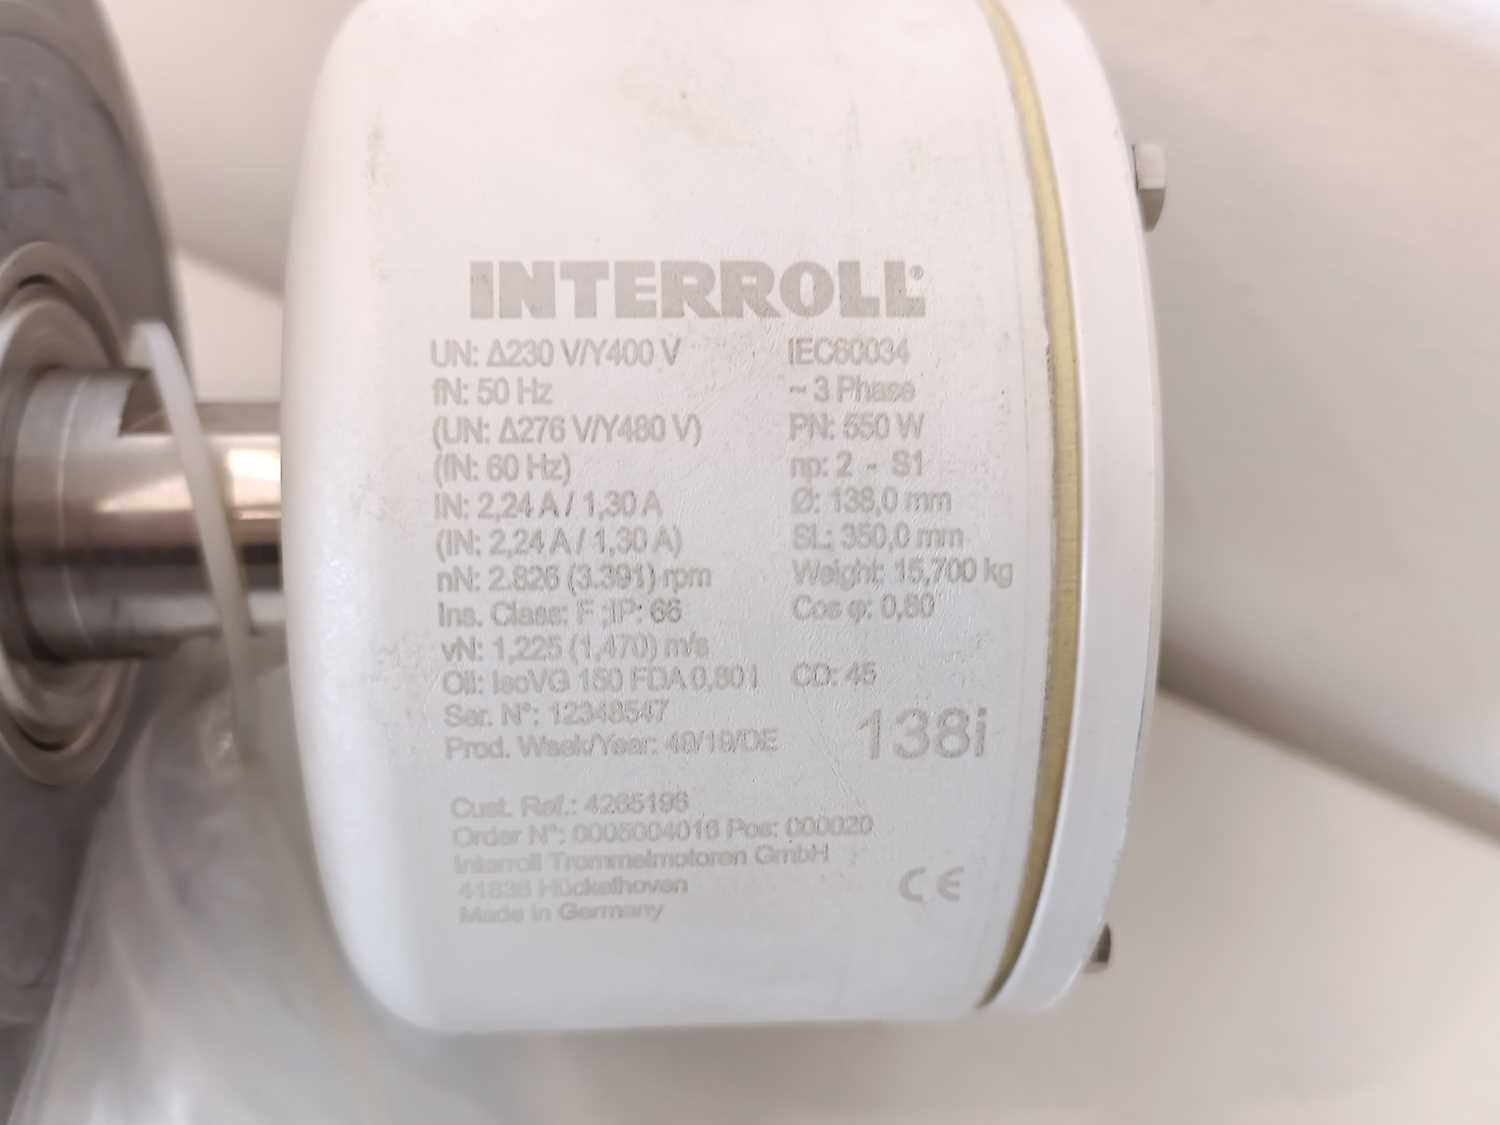 INTERROLL®
UN: Δ230 V/Y400 V IEC60034
fN: 50 Hz ~ 3 Phase
(UN: Δ276 V/Y480 V) PN: 550 W
(fN: 60 Hz) np: 2 - S1
IN: 2,24 A / 1,30 A Ø: 138,0 mm
(IN: 2,24 A / 1,30 A) SL: 350,0 mm
nN: 2.826 (3.391) rpm Weight: 15,700 kg
Ins. Class: F ;IP: 66 Cos φ: 0,80
vN: 1,225 (1,470) m/s
Oil: IsoVG 150 FDA 0,80 l CD: 45
Ser. N°: 12348547
Prod. Week/Year: 49/19/DE 138i
Cust. Ref.: 4265196
Order N°: 0005004016 Pos: 000020
Interroll Trommelmotoren GmbH
41836 Hückelhoven CE
Made in Germany